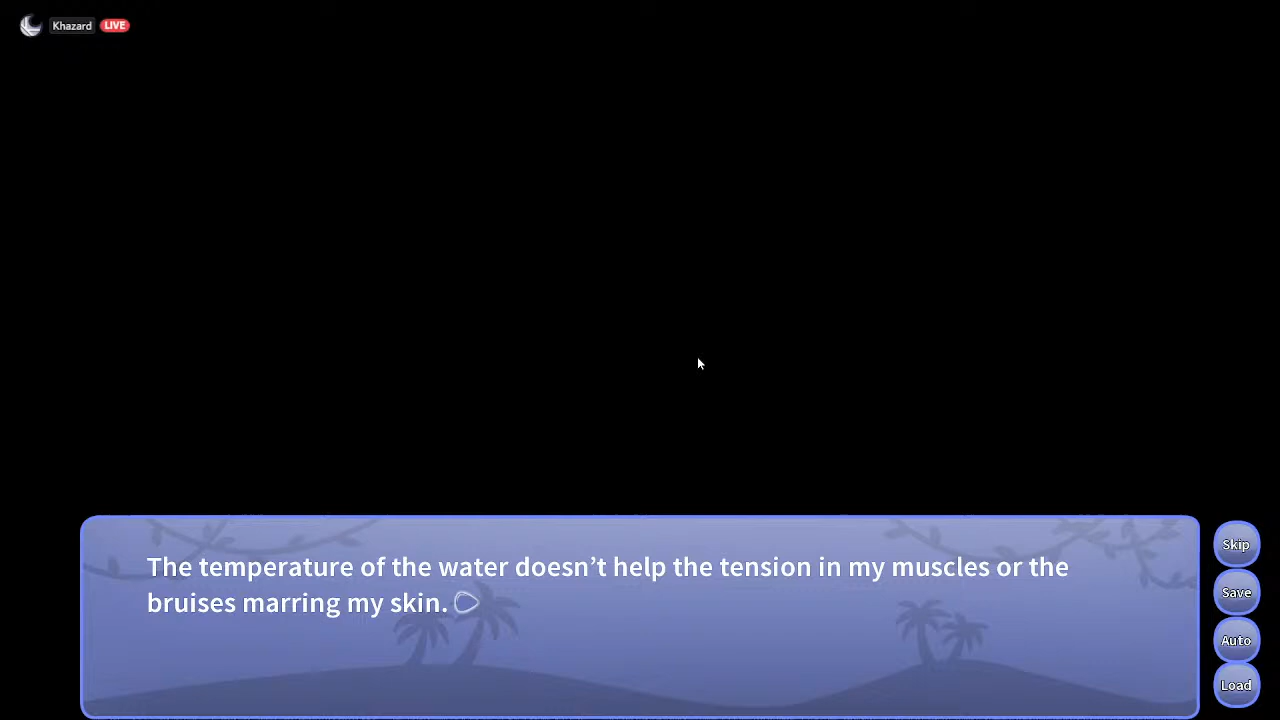 Khazard LIVE
The temperature of the water doesn’t help the tension in my muscles or the
bruises marring my skin.
Skip
Save
Auto
Load